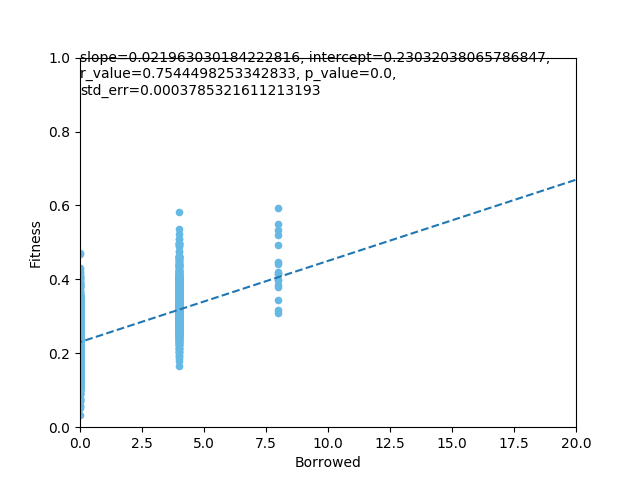 slope=0.021963030184222816, intercept=0.23032038065786847,
r_value=0.7544498253342833, p_value=0.0,
std_err=0.0003785321611213193
1.0
0.8
0.6
0.4
0.2
0.0
Fitness
0.0 2.5 5.0 7.5 10.0 12.5 15.0 17.5 20.0
Borrowed